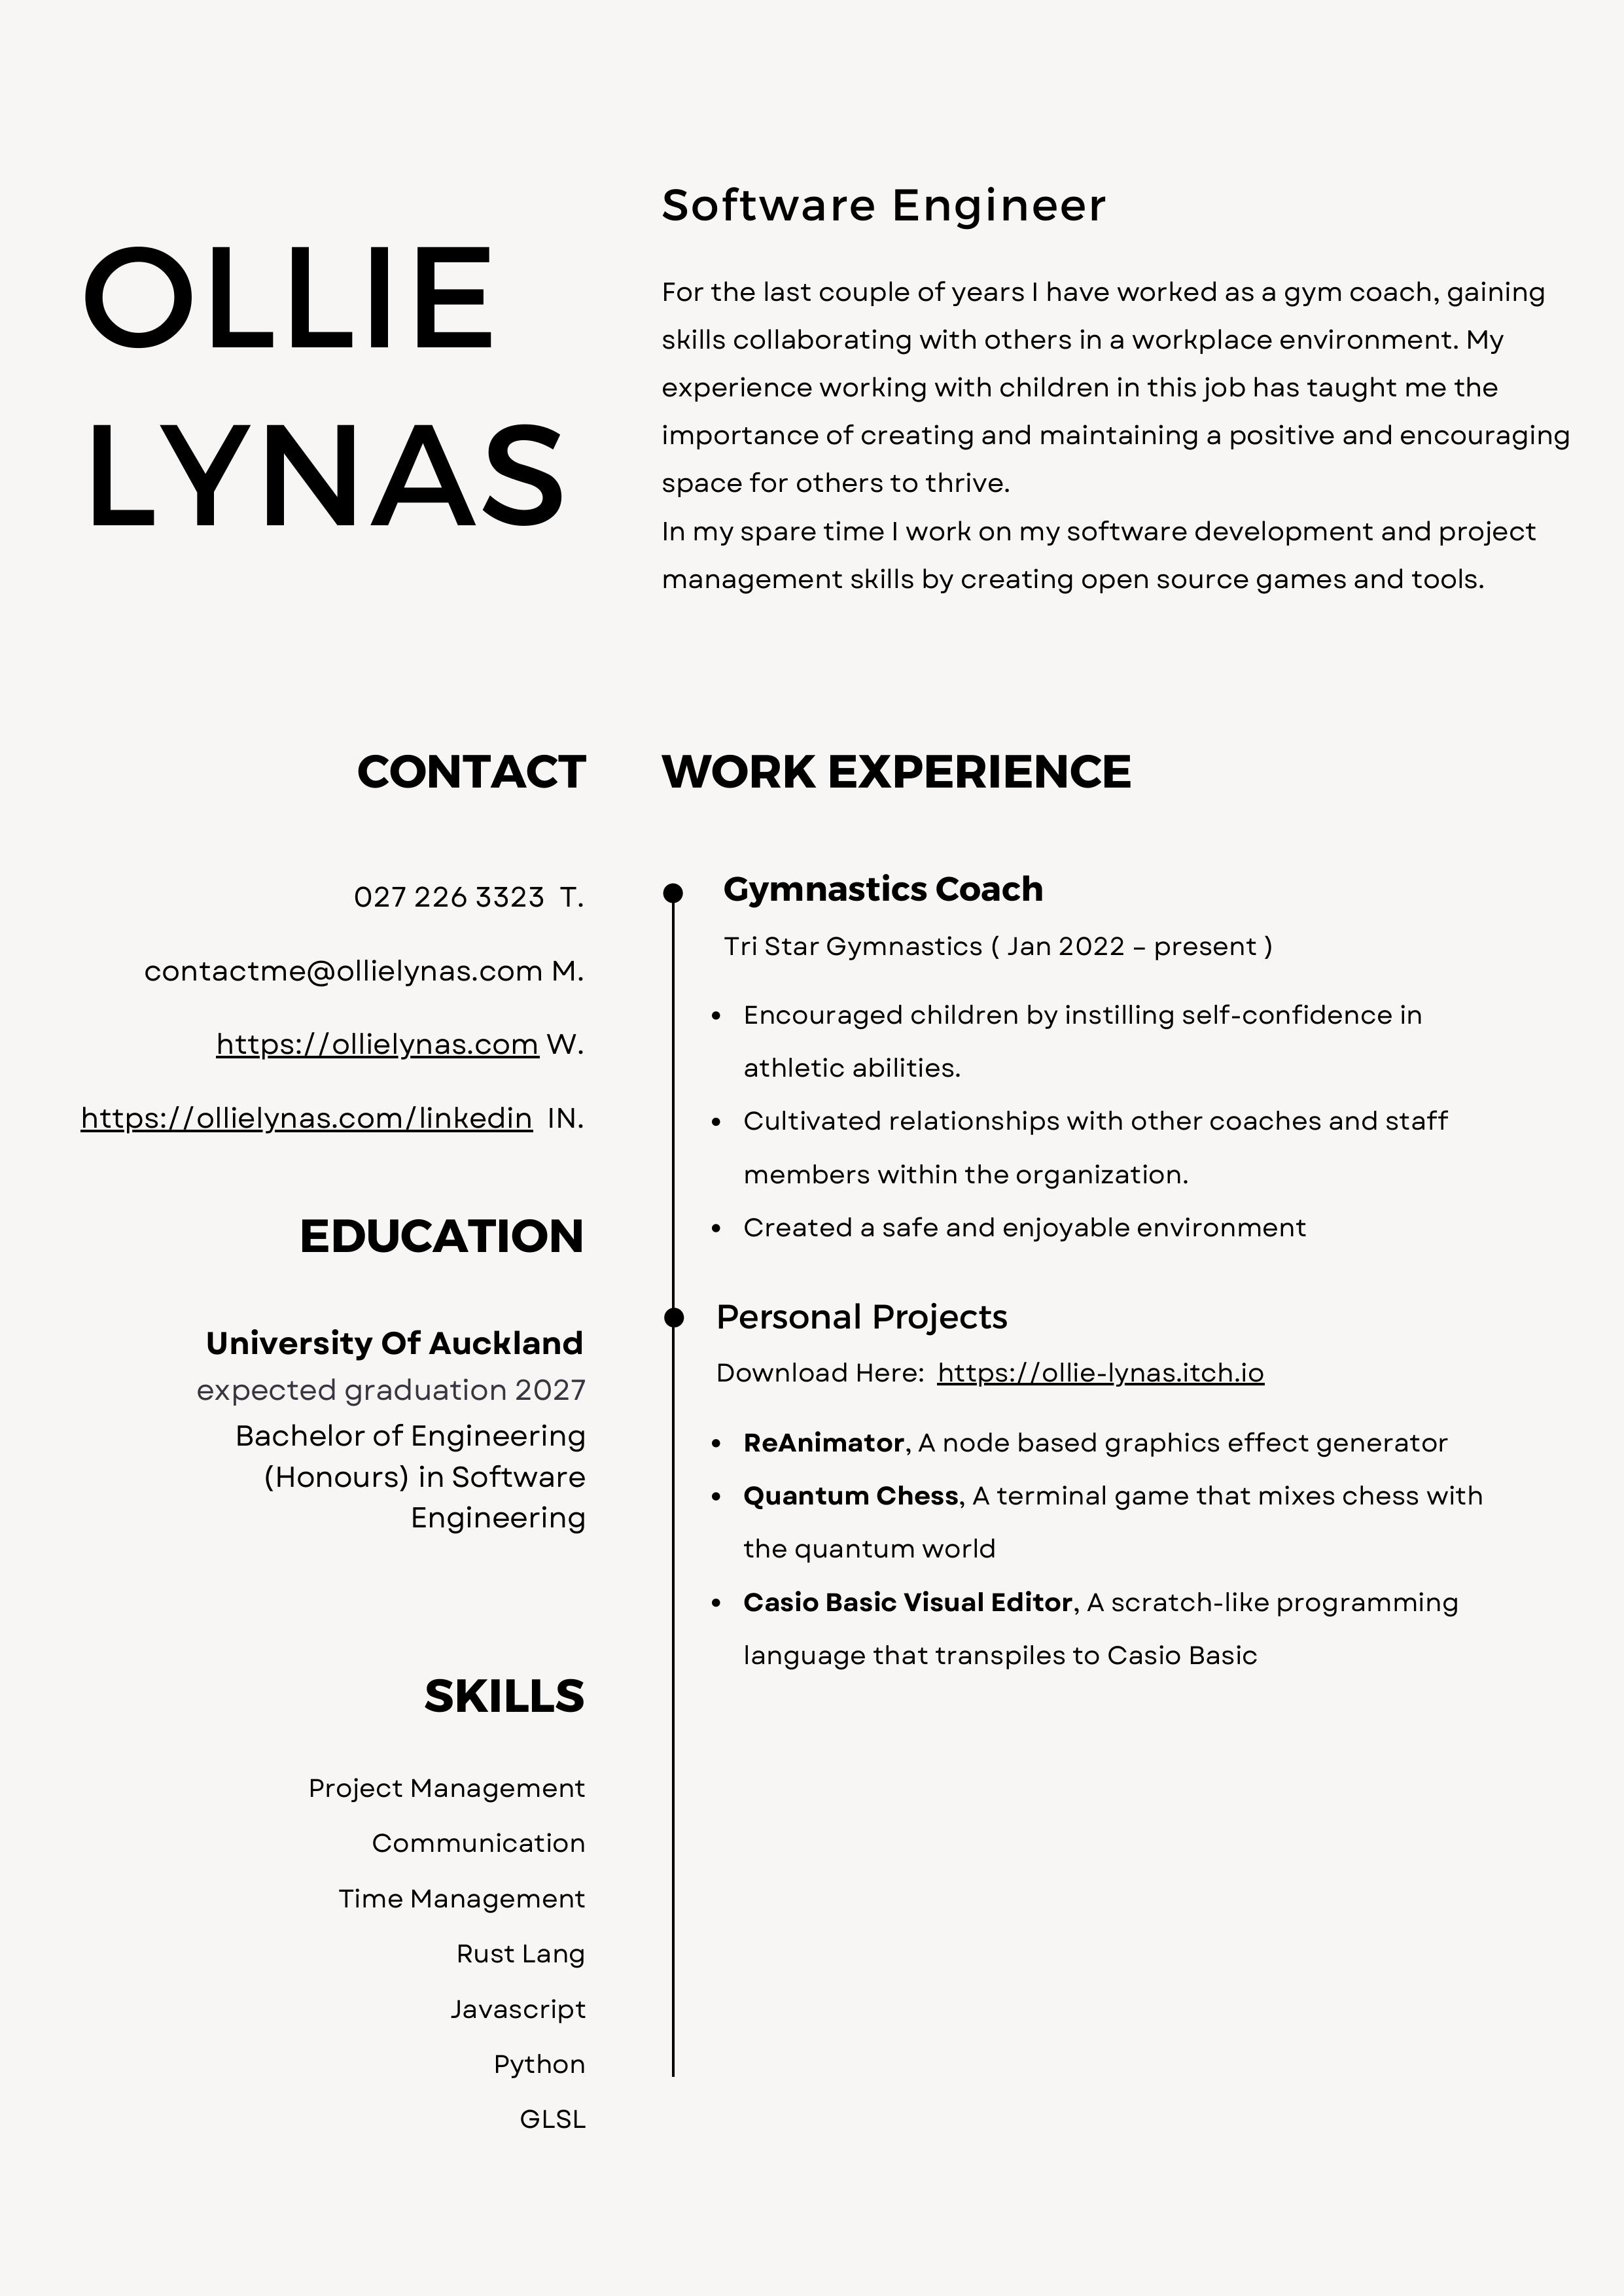 OLLIE
LYNAS
Software Engineer
For the last couple of years I have worked as a gym coach, gaining
skills collaborating with others in a workplace environment. My
experience working with children in this job has taught me the
importance of creating and maintaining a positive and encouraging
space for others to thrive.
In my spare time I work on my software development and project
management skills by creating open source games and tools.
CONTACT
027 226 3323 T.
contactme@ollielynas.com M.
https://ollielynas.com W.
https://ollielynas.com/linkedin IN.
EDUCATION
University Of Auckland
expected graduation 2027
Bachelor of Engineering
(Honours) in Software
Engineering
SKILLS
Project Management
Communication
Time Management
Rust Lang
Javascript
Python
GLSL
WORK EXPERIENCE
Gymnastics Coach
Tri Star Gymnastics ( Jan 2022 – present )
• Encouraged children by instilling self-confidence in
athletic abilities.
• Cultivated relationships with other coaches and staff
members within the organization.
• Created a safe and enjoyable environment
Personal Projects
Download Here: https://ollie-lynas.itch.io
• ReAnimator, A node based graphics effect generator
• Quantum Chess, A terminal game that mixes chess with
the quantum world
• Casio Basic Visual Editor, A scratch-like programming
language that transpiles to Casio Basic